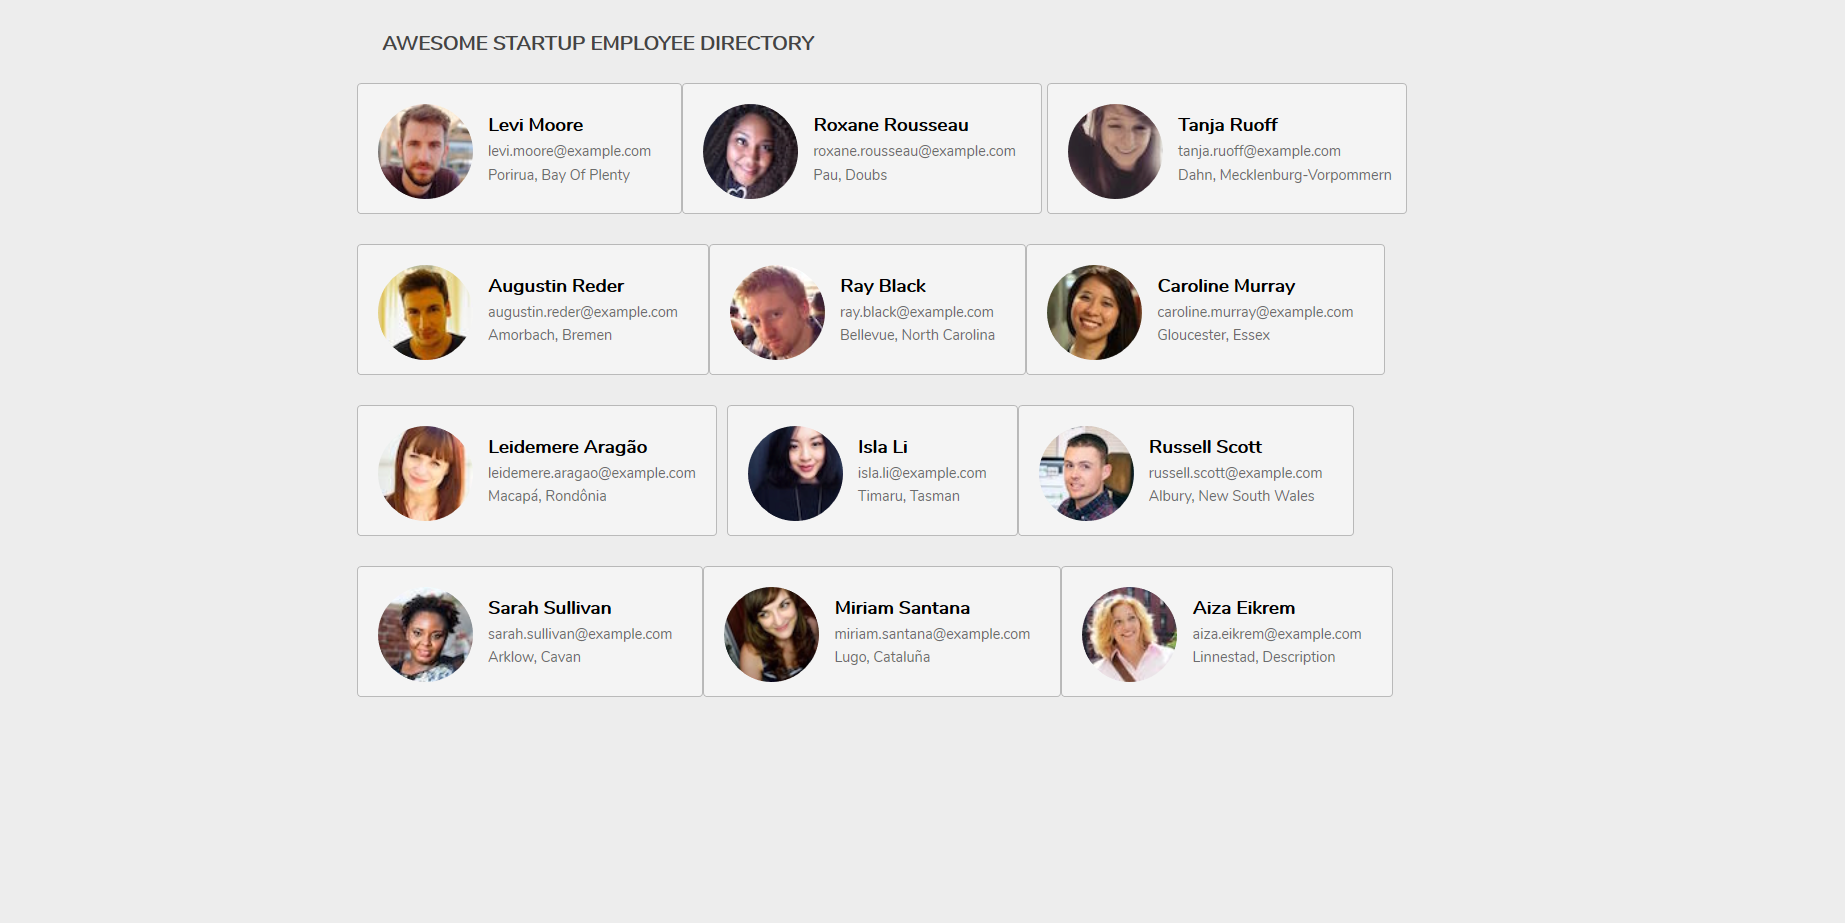 AWESOME STARTUP EMPLOYEE DIRECTORY
Levi Moore
levi.moore@example.com
Porirua, Bay Of Plenty
Roxane Rousseau
roxane.rousseau@example.com
Pau, Doubs
Tanja Ruoff
tanja.ruoff@example.com
Dahn, Mecklenburg-Vorpommern
Augustin Reder
augustin.reder@example.com
Amorbach, Bremen
Ray Black
ray.black@example.com
Bellevue, North Carolina
Caroline Murray
caroline.murray@example.com
Gloucester, Essex
Leidemere Aragão
leidemere.aragao@example.com
Macapá, Rondônia
Isla Li
isla.li@example.com
Timaru, Tasman
Russell Scott
russell.scott@example.com
Albury, New South Wales
Sarah Sullivan
sarah.sullivan@example.com
Arklow, Cavan
Miriam Santana
miriam.santana@example.com
Lugo, Cataluña
Aiza Eikrem
aiza.eikrem@example.com
Linnestad, Description